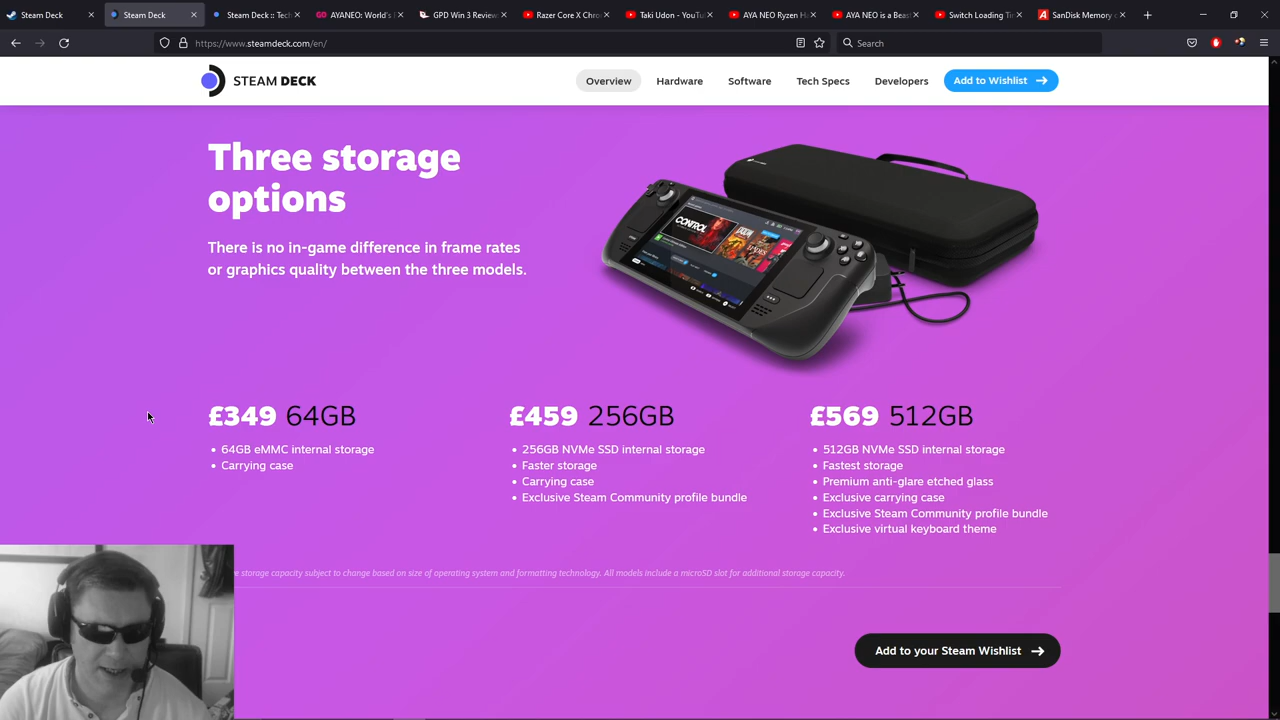 Steam Deck
Steam Deck
Steam Deck :: Tech
AYANEO: World's I
GPD Win 3 Review
Razer Core X Chro
Taki Udon - YouTu
AYA NEO Ryzen Ha
AYA NEO is a Beas
Switch Loading Ti
SanDisk Memory c
https://www.steamdeck.com/en/
Search
STEAM DECK
Overview
Hardware
Software
Tech Specs
Developers
Add to Wishlist
Three storage
options
There is no in-game difference in frame rates
or graphics quality between the three models.
CONTROL
DOOM
£349 64GB
• 64GB eMMC internal storage
• Carrying case
£459 256GB
• 256GB NVMe SSD internal storage
• Faster storage
• Carrying case
• Exclusive Steam Community profile bundle
£569 512GB
• 512GB NVMe SSD internal storage
• Fastest storage
• Premium anti-glare etched glass
• Exclusive carrying case
• Exclusive Steam Community profile bundle
• Exclusive virtual keyboard theme
storage capacity subject to change based on size of operating system and formatting technology. All models include a microSD slot for additional storage capacity.
Add to your Steam Wishlist